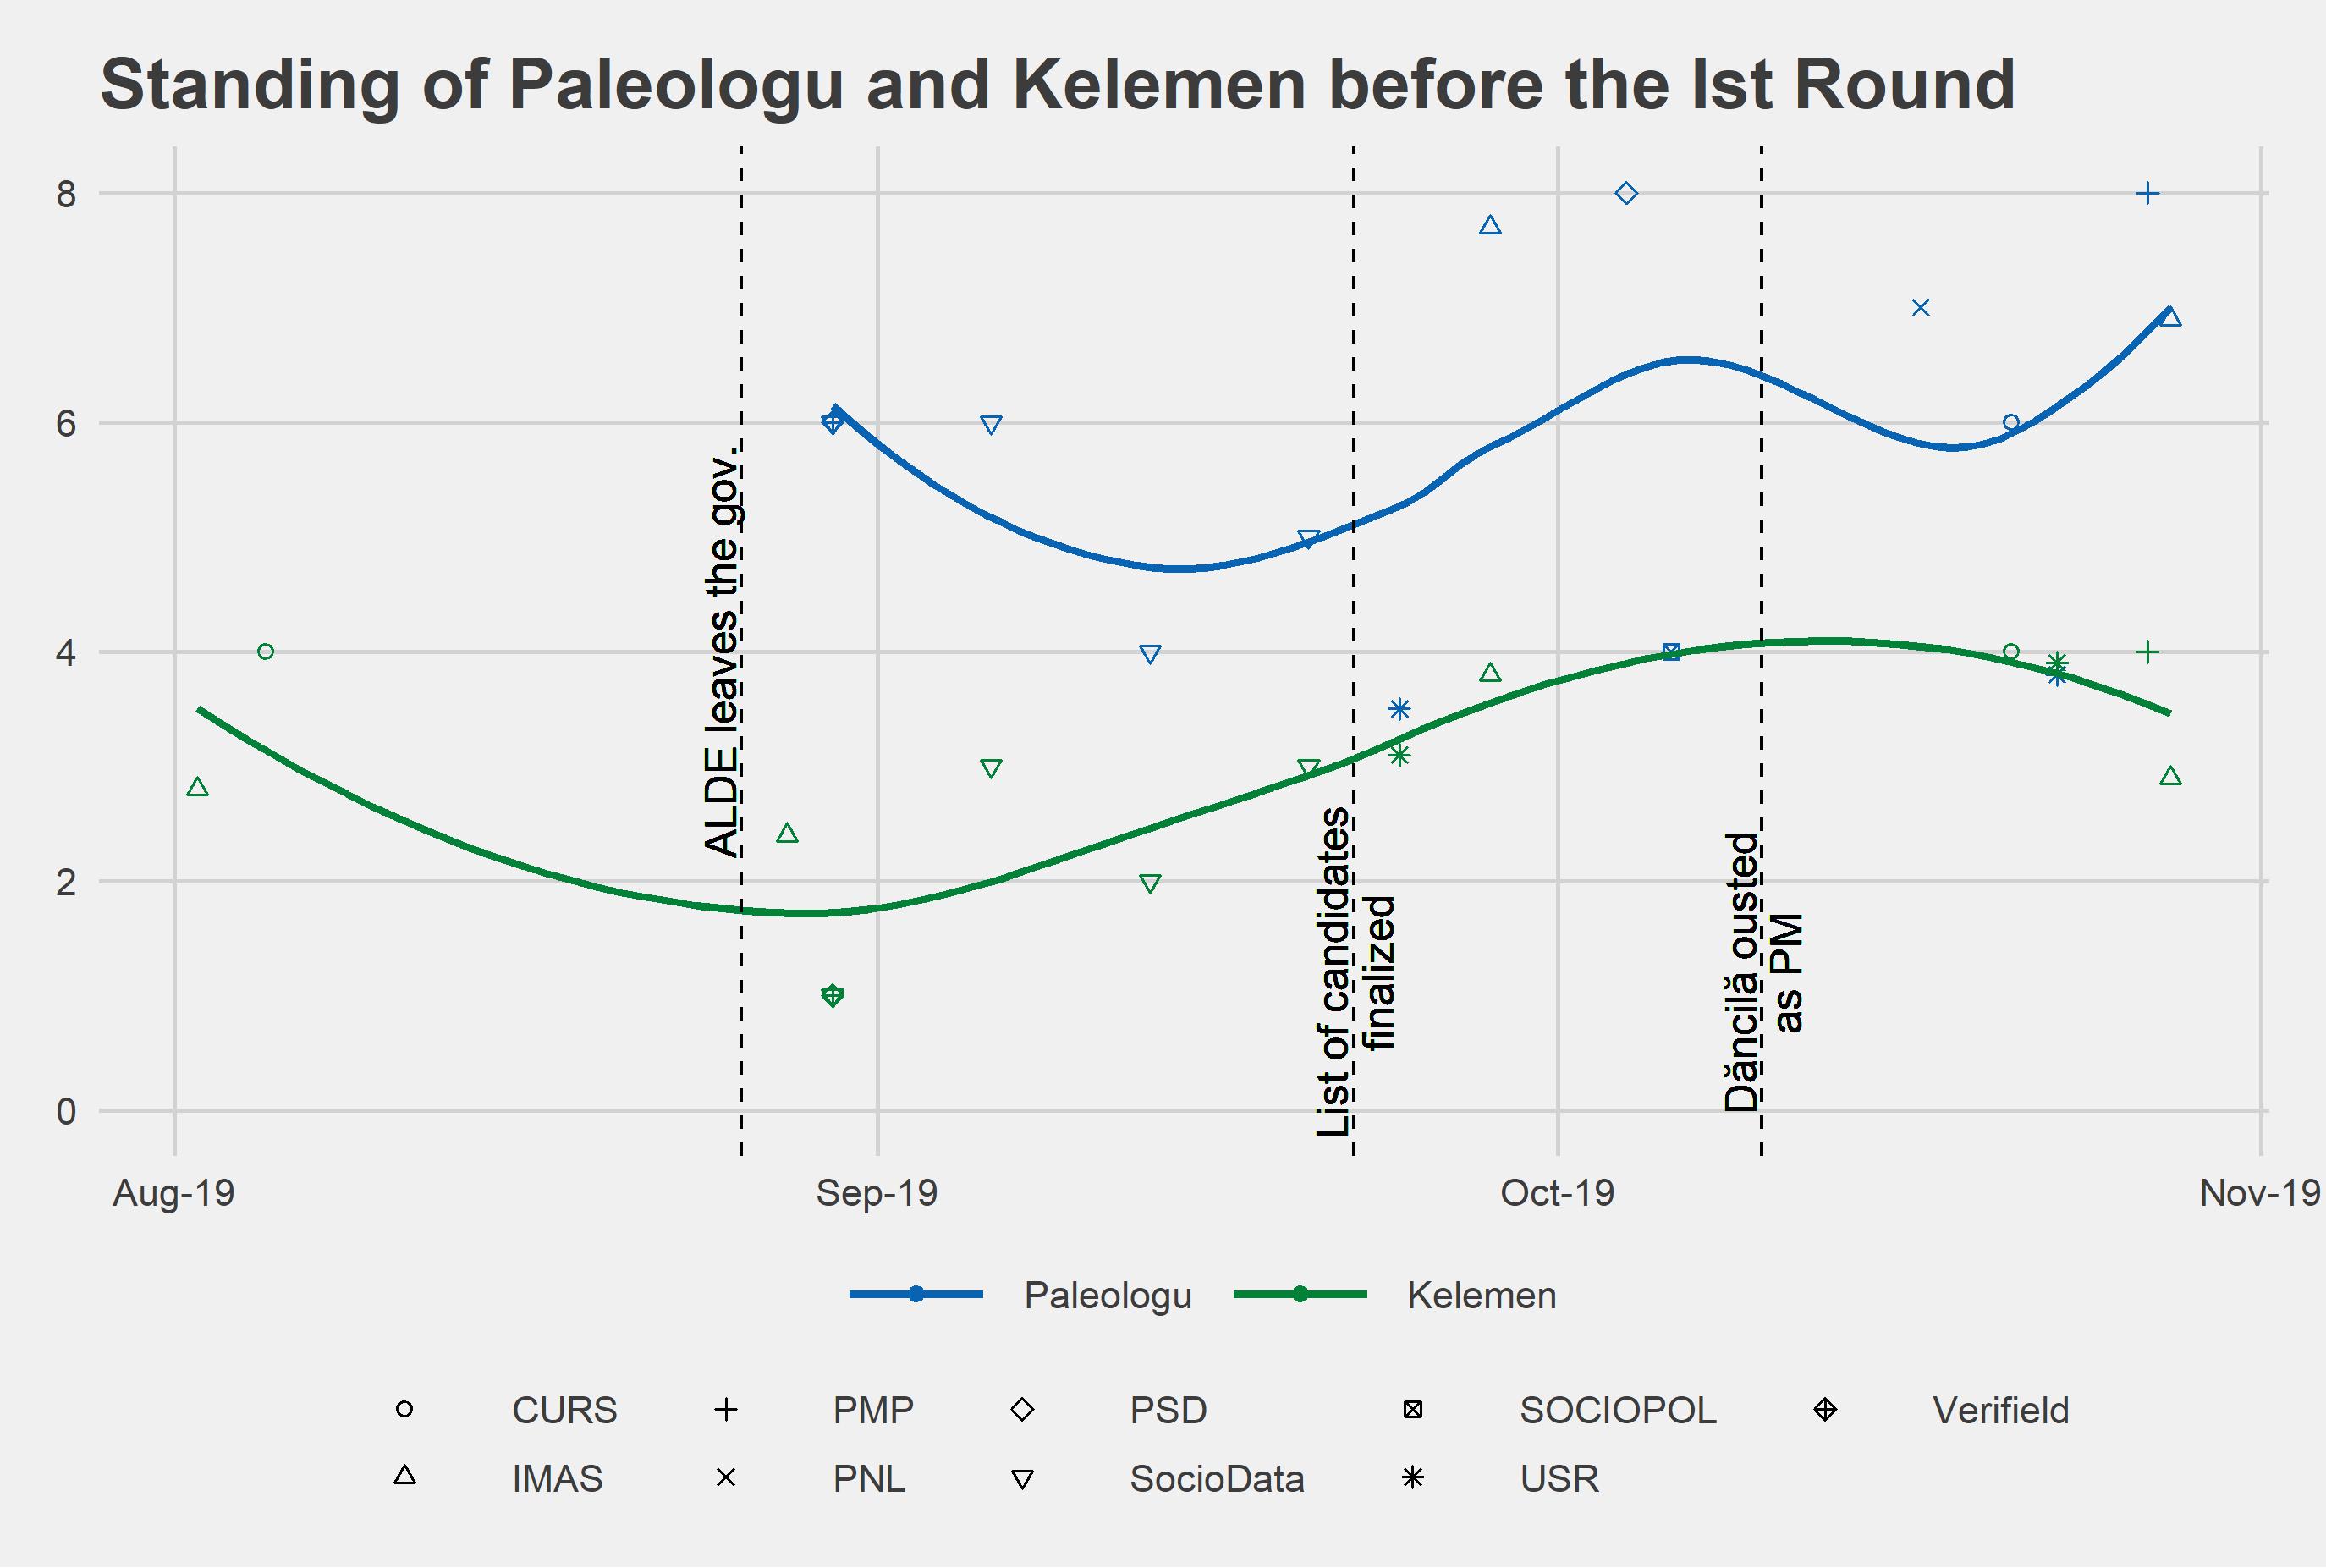 Standing of Paleologu and Kelemen before the Ist Round
8
6
4
2
0
ALDE leaves the gov.
List of candidates
finalized
Dăncilă ousted
as PM
Aug-19
Sep-19
Oct-19
Nov-19
Paleologu
Kelemen
CURS
PMP
PSD
SOCIOPOL
Verifield
IMAS
PNL
SocioData
USR